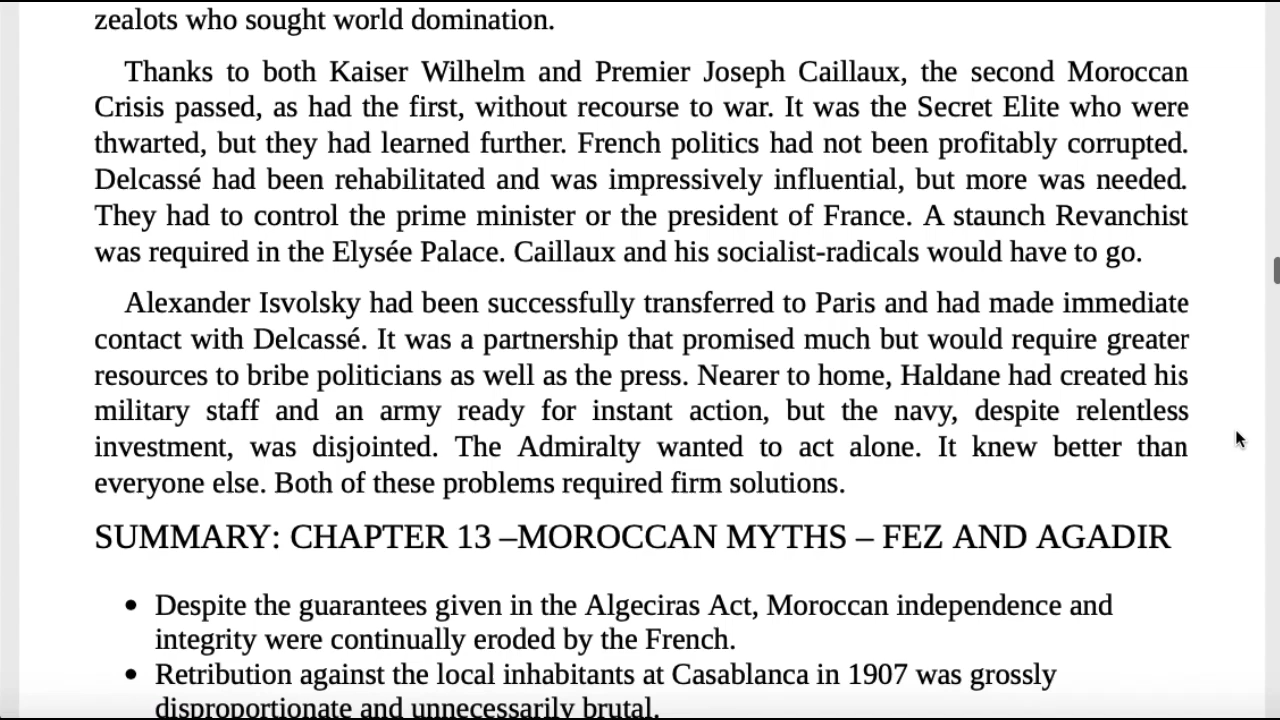 zealots who sought world domination.
Thanks to both Kaiser Wilhelm and Premier Joseph Caillaux, the second Moroccan
Crisis passed, as had the first, without recourse to war. It was the Secret Elite who were
thwarted, but they had learned further. French politics had not been profitably corrupted.
Delcassé had been rehabilitated and was impressively influential, but more was needed.
They had to control the prime minister or the president of France. A staunch Revanchist
was required in the Elysée Palace. Caillaux and his socialist-radicals would have to go.
Alexander Isvolsky had been successfully transferred to Paris and had made immediate
contact with Delcassé. It was a partnership that promised much but would require greater
resources to bribe politicians as well as the press. Nearer to home, Haldane had created his
military staff and an army ready for instant action, but the navy, despite relentless
investment, was disjointed. The Admiralty wanted to act alone. It knew better than
everyone else. Both of these problems required firm solutions.
SUMMARY: CHAPTER 13 –MOROCCAN MYTHS – FEZ AND AGADIR
• Despite the guarantees given in the Algeciras Act, Moroccan independence and
integrity were continually eroded by the French.
• Retribution against the local inhabitants at Casablanca in 1907 was grossly
disproportionate and unnecessarily brutal.